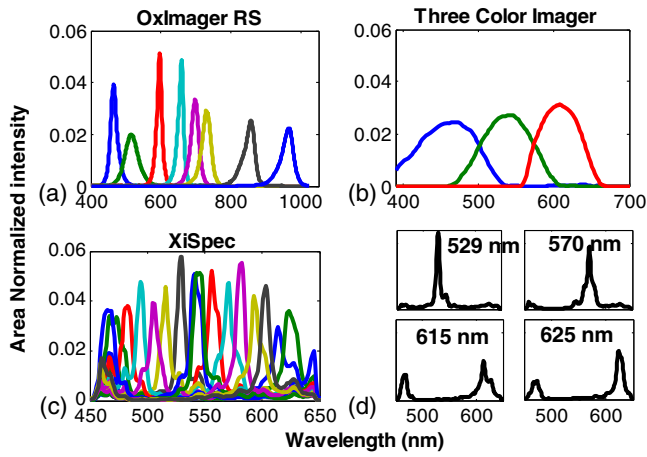 OxImager RS
Three Color Imager
Area Normalized intensity
0.06
0.04
0.02
0
(a)
400
600
800
1000
0.06
0.04
0.02
0
(b)
400
500
600
700
XiSpec
0.06
0.04
0.02
0
(c)
450
500
550
600
650
529 nm
570 nm
615 nm
625 nm
(d)
500
600
500
600
Wavelength (nm)